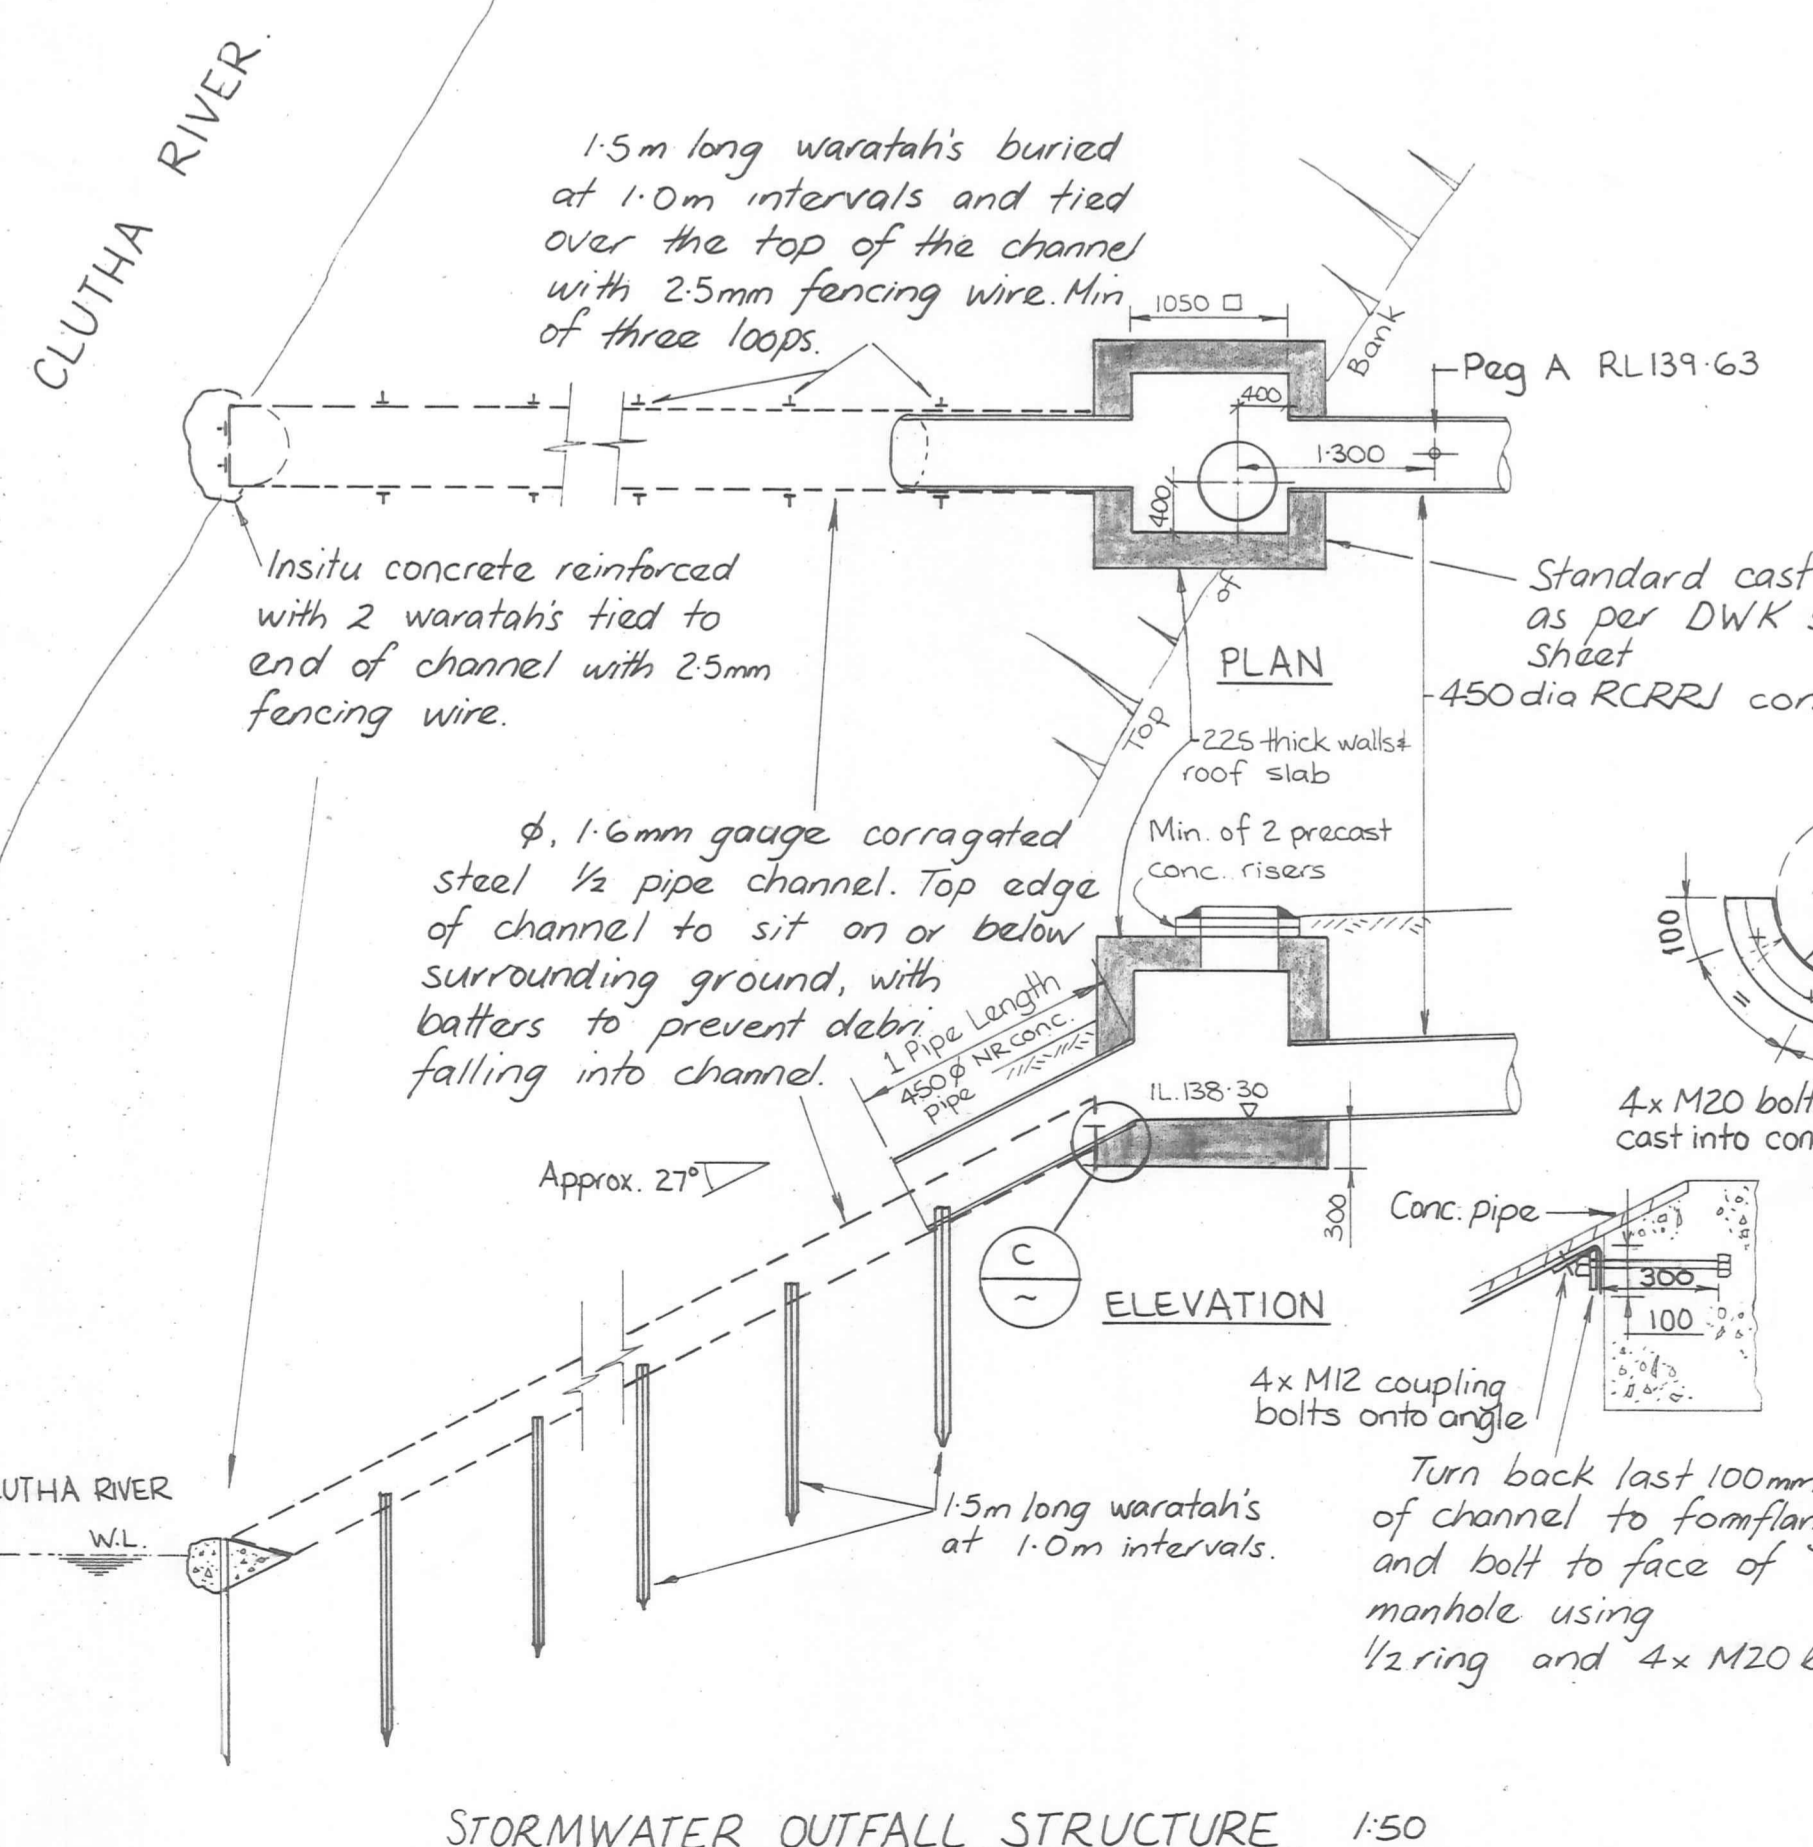 CLUTHA RIVER.
1.5m long waratah's buried
at 1.0m intervals and tied
over the top of the channel
with 2.5mm fencing wire. Min
of three loops.
1050 □
Bank
Peg A RL139.63
400
1.300
400
Insitu concrete reinforced
with 2 waratah's tied to
end of channel with 2.5mm
fencing wire.
Standard cast
as per DWK
sheet
450 dia RCRRJ con
of
PLAN
Top
225 thick walls &
roof slab
Min. of 2 precast
conc. risers
ø, 1.6mm gauge corragated
steel 1/2 pipe channel. Top edge
of channel to sit on or below
surrounding ground, with
batters to prevent debri
falling into channel.
1 Pipe Length
450ø NR conc.
pipe
IL.138.30
100
=
4x M20 bolt
cast into con
Approx. 27°
300
Conc. pipe
C
~
ELEVATION
300
100
4x M12 coupling
bolts onto angle
UTHA RIVER
W.L.
1.5m long waratah's
at 1.0m intervals.
Turn back last 100mm
of channel to form flan
and bolt to face of
manhole using
1/2 ring and 4x M20 b
STORMWATER OUTFALL STRUCTURE 1:50